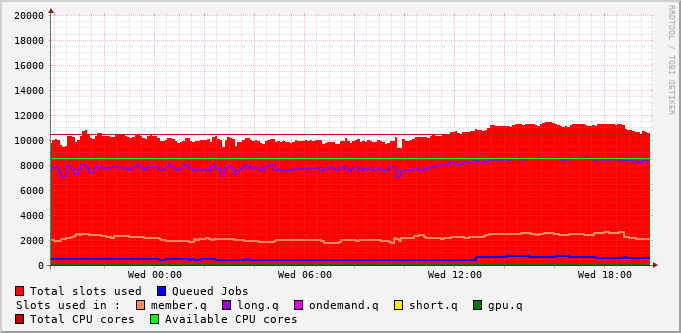 RRDTOOL / TOBI OETIKER
20000
18000
16000
14000
12000
10000
8000
6000
4000
2000
0
Wed 00:00 Wed 06:00 Wed 12:00 Wed 18:00
Total slots used Queued Jobs
Slots used in : member.q long.q ondemand.q short.q gpu.q
Total CPU cores Available CPU cores